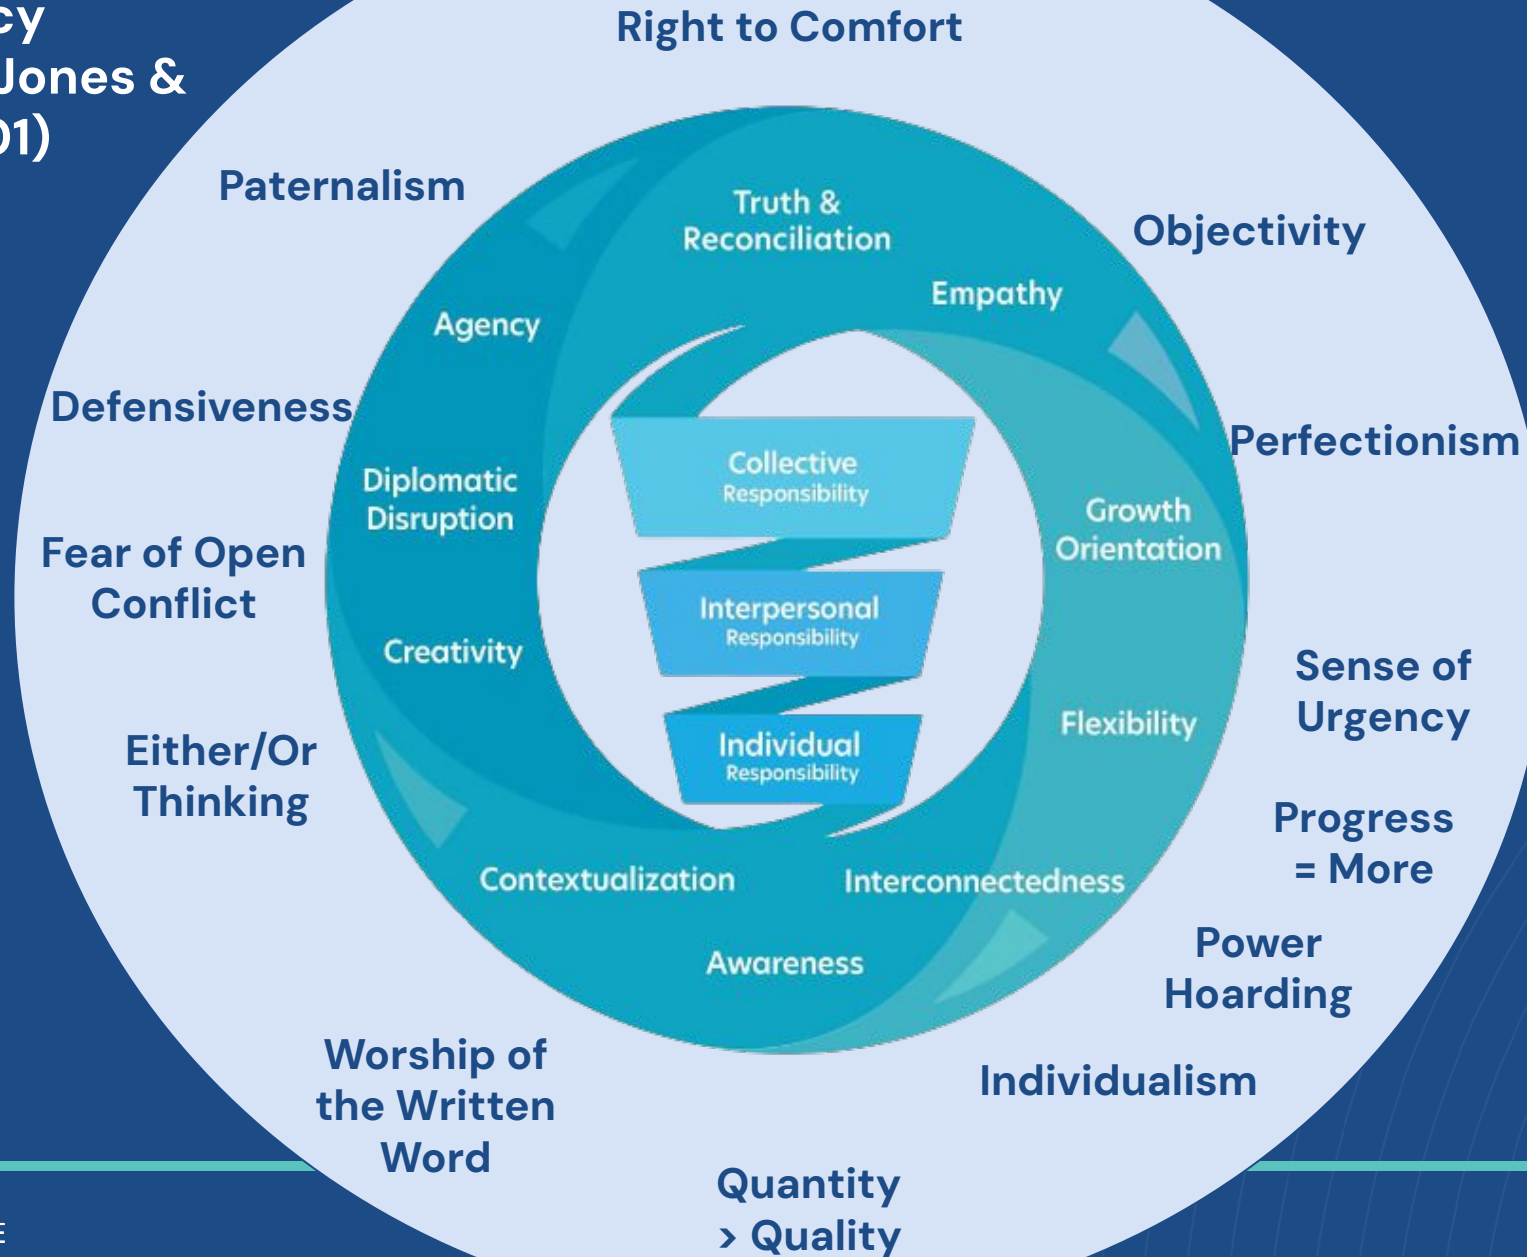 cy
Jones &
01)
Right to Comfort
Paternalism
Objectivity
Defensiveness
Perfectionism
Fear of Open
Conflict
Sense of
Urgency
Either/Or
Thinking
Progress
= More
Power
Hoarding
Worship of
the Written
Word
Individualism
Quantity
> Quality
Truth &
Reconciliation
Empathy
Agency
Diplomatic
Disruption
Growth
Orientation
Creativity
Flexibility
Contextualization
Interconnectedness
Awareness
Collective
Responsibility
Interpersonal
Responsibility
Individual
Responsibility
E